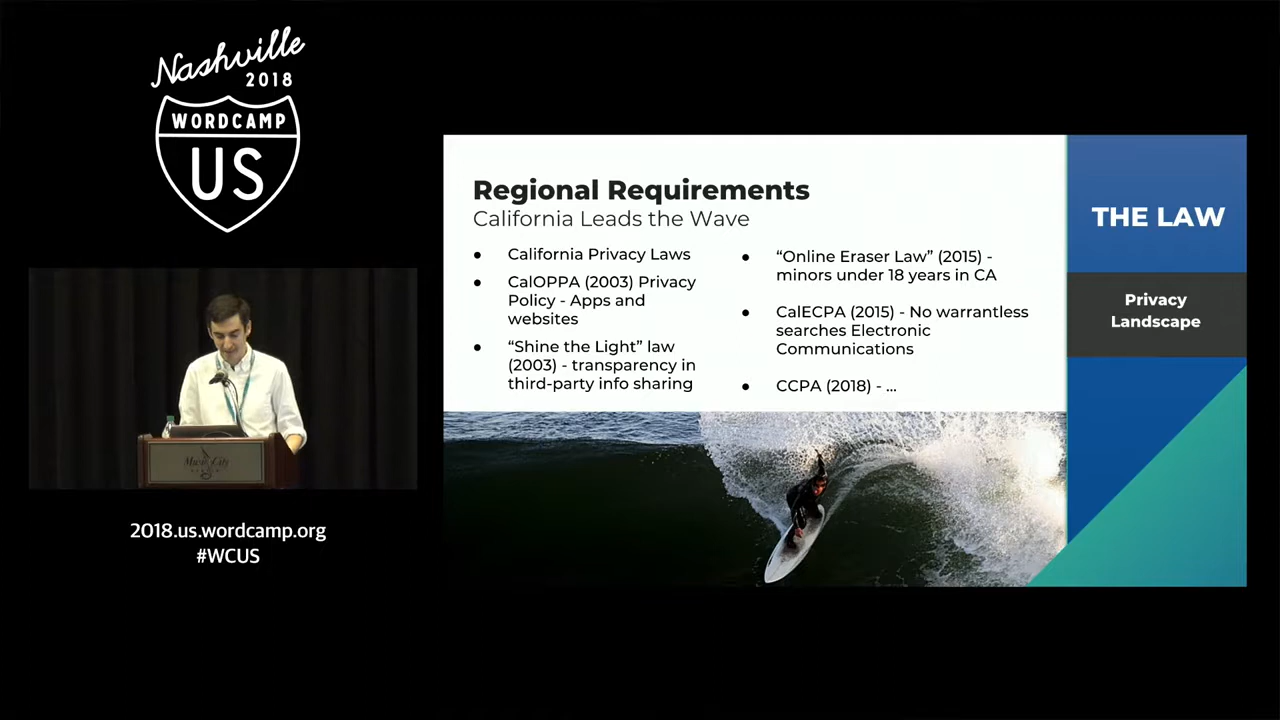 Nashville
2018
WORDCAMP
US
2018.us.wordcamp.org
#WCUS
Regional Requirements
California Leads the Wave
● California Privacy Laws
● CalOPPA (2003) Privacy
Policy - Apps and
websites
● “Shine the Light” law
(2003) - transparency in
third-party info sharing
● “Online Eraser Law” (2015) -
minors under 18 years in CA
● CalECPA (2015) - No warrantless
searches Electronic
Communications
● CCPA (2018) - ...
THE LAW
Privacy
Landscape
Music City